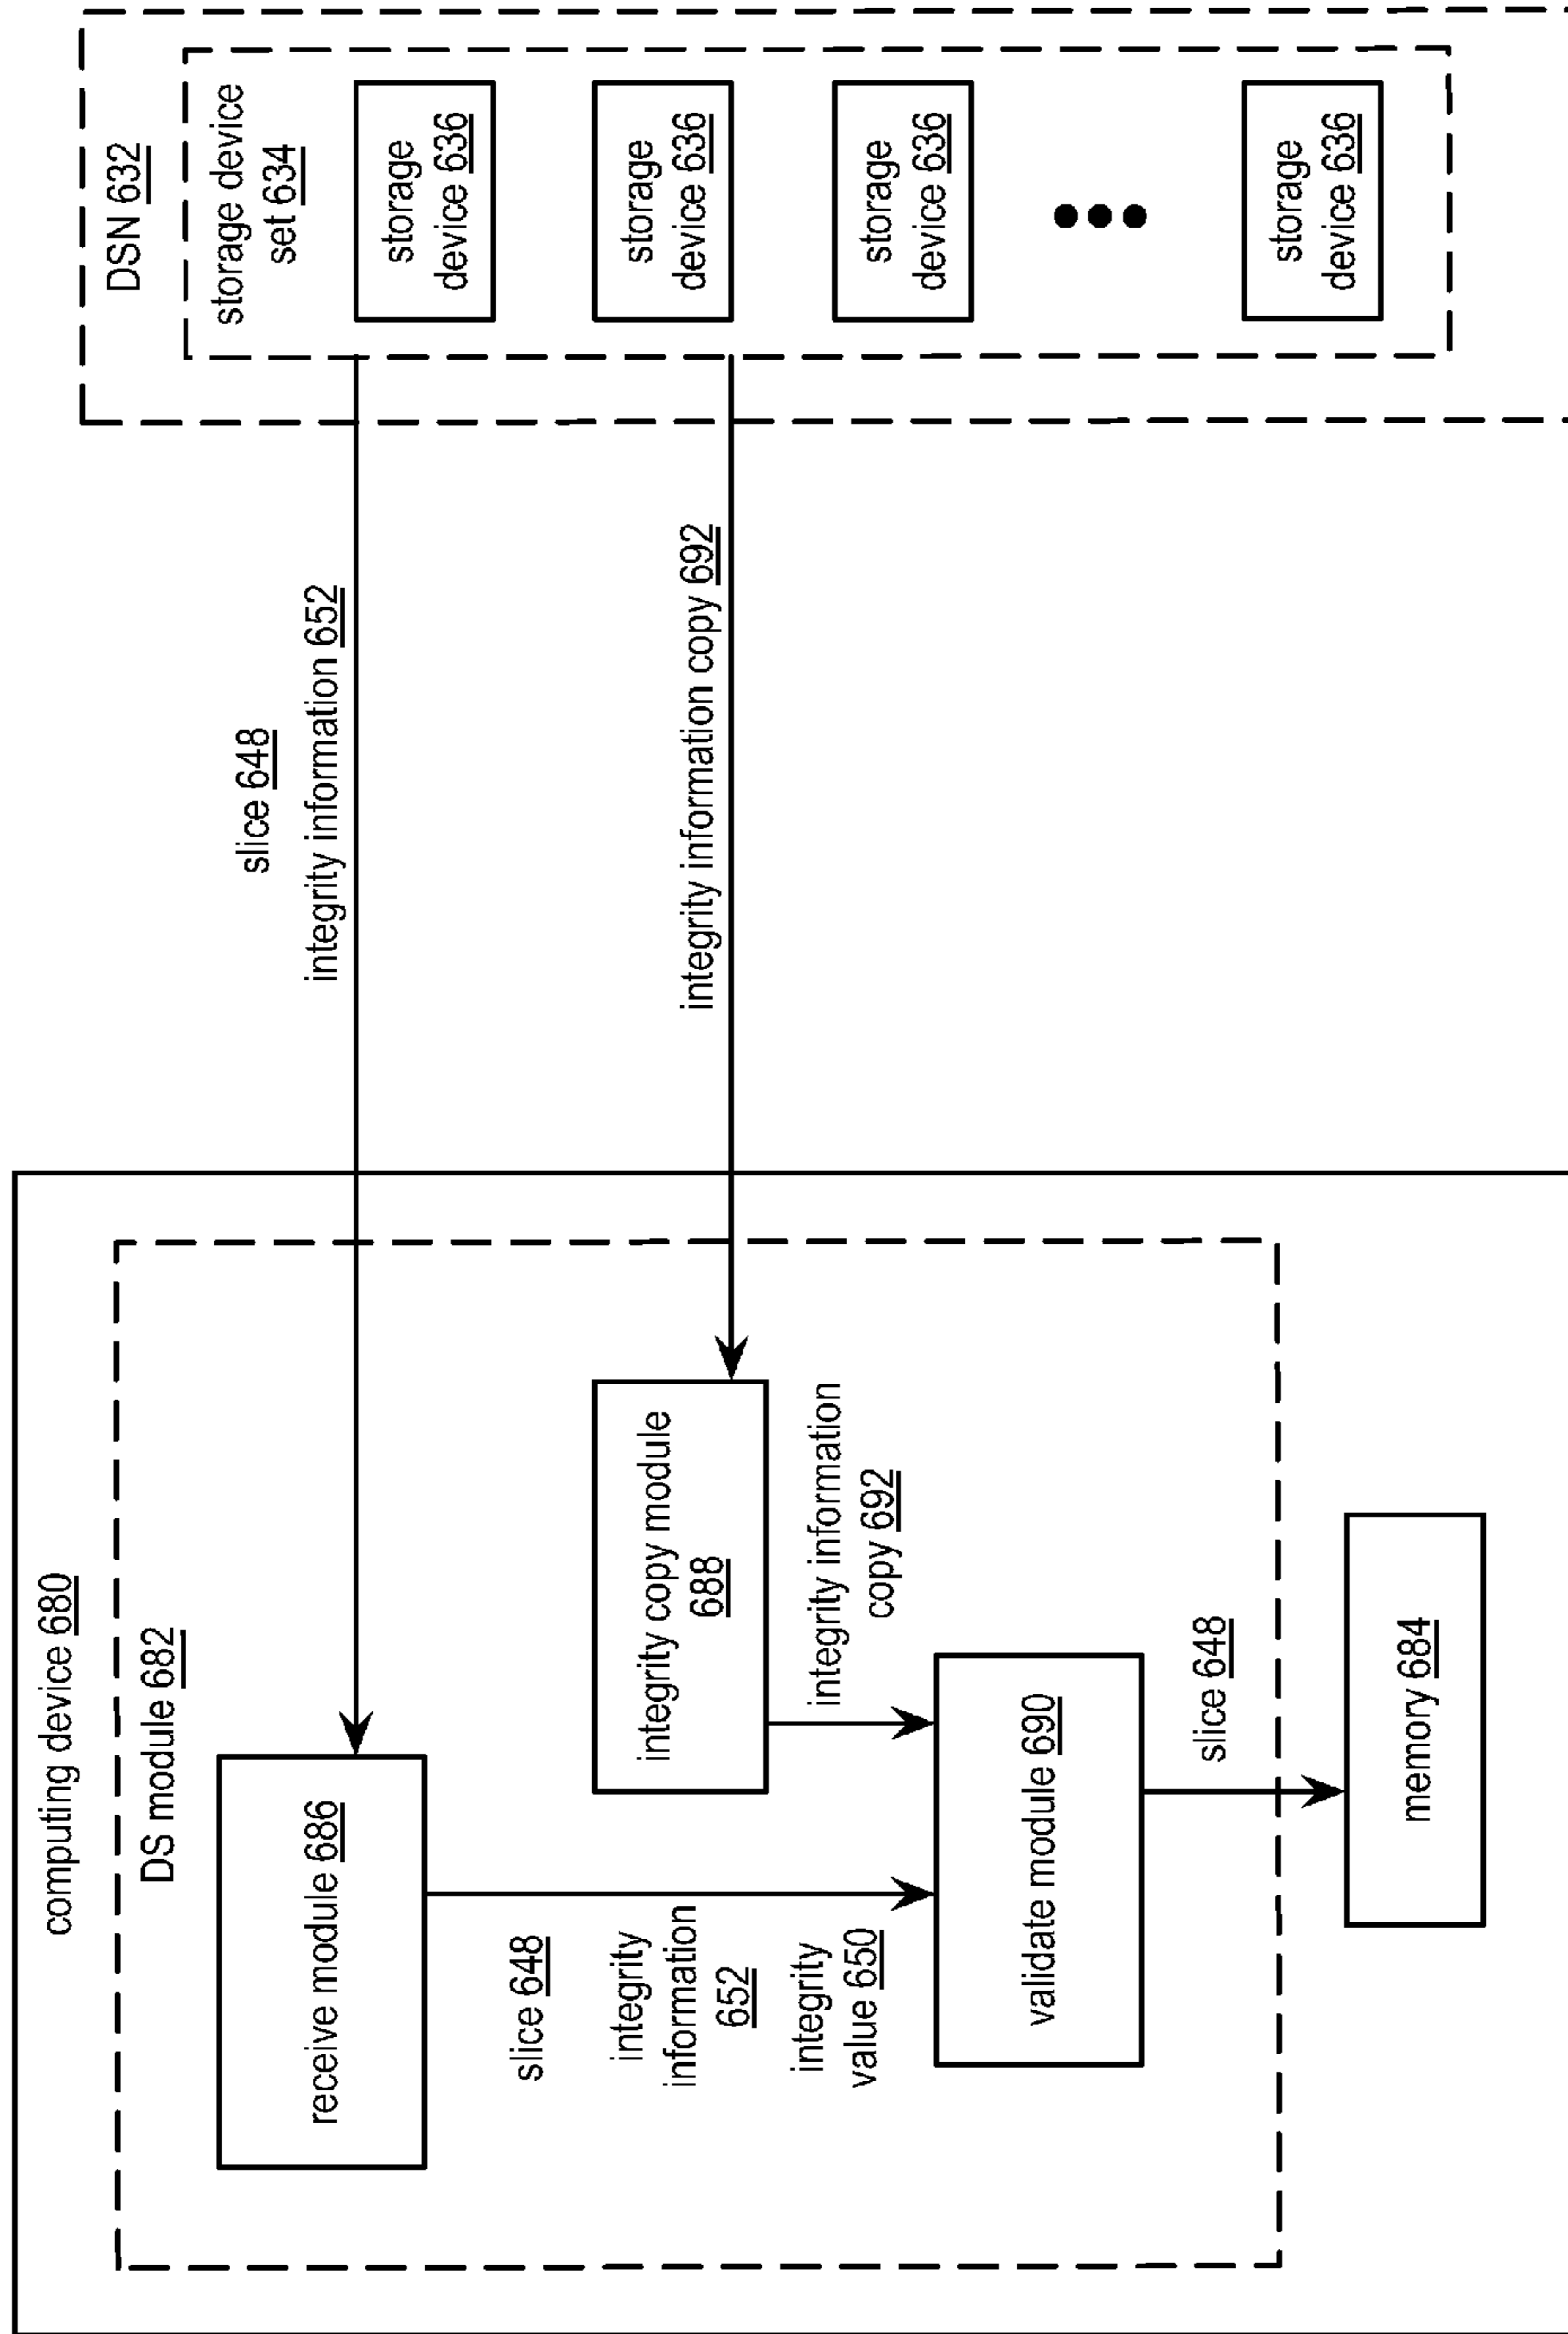 computing device 680
DS module 682
receive module 686
slice 648
integrity
information
652
integrity
value 650
integrity copy module
688
integrity information
copy 692
validate module 690
slice 648
memory 684
slice 648
integrity information 652
integrity information copy 692
DSN 632
storage device
set 634
storage
device 636
storage
device 636
storage
device 636
storage
device 636